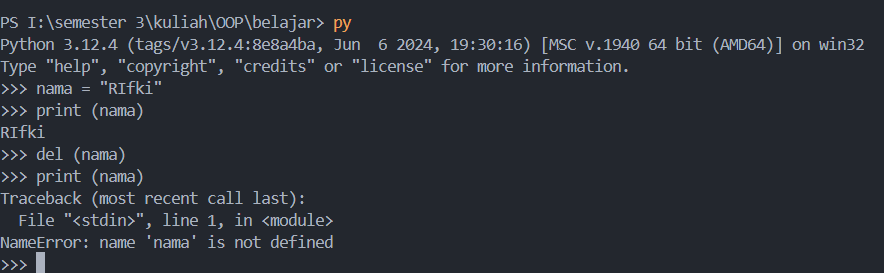 PS I:\semester 3\kuliah\OOP\belajar> py
Python 3.12.4 (tags/v3.12.4:8e8a4ba, Jun  6 2024, 19:30:16) [MSC v.1940 64 bit (AMD64)] on win32
Type "help", "copyright", "credits" or "license" for more information.
>>> nama = "RIfki"
>>> print (nama)
RIfki
>>> del (nama)
>>> print (nama)
Traceback (most recent call last):
  File "<stdin>", line 1, in <module>
NameError: name 'nama' is not defined
>>>